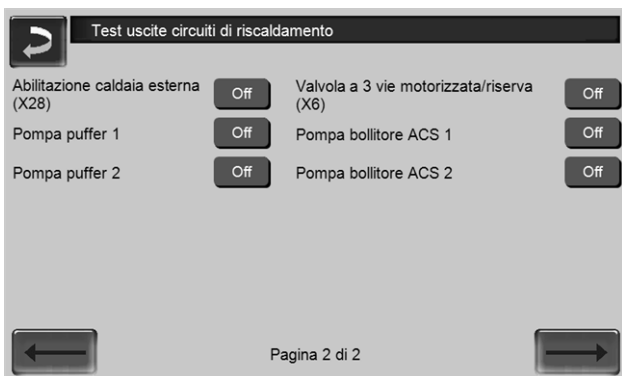 Test uscite circuiti di riscaldamento
Abilitazione caldaia esterna
(X28)
Off
Valvola a 3 vie motorizzata/riserva
(X6)
Off
Pompa puffer 1
Off
Pompa bollitore ACS 1
Off
Pompa puffer 2
Off
Pompa bollitore ACS 2
Off
Pagina 2 di 2